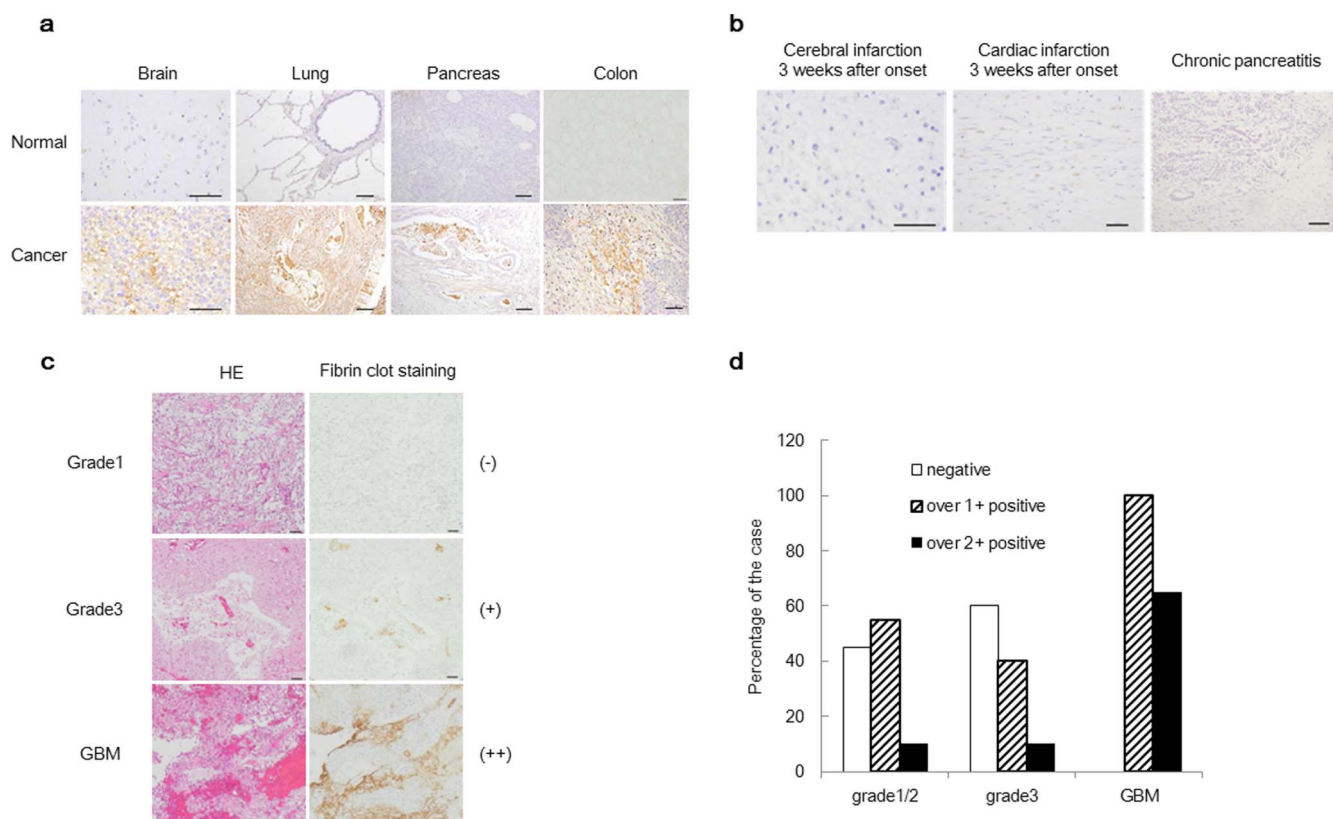 a
Brain Lung Pancreas Colon
Normal
Cancer
b
Cerebral infarction
3 weeks after onset
Cardiac infarction
3 weeks after onset
Chronic pancreatitis
c
HE Fibrin clot staining
Grade1 (-)
Grade3 (+)
GBM (++)
d
Percentage of the case
120
100
80
60
40
20
0
negative
over 1+ positive
over 2+ positive
grade1/2 grade3 GBM